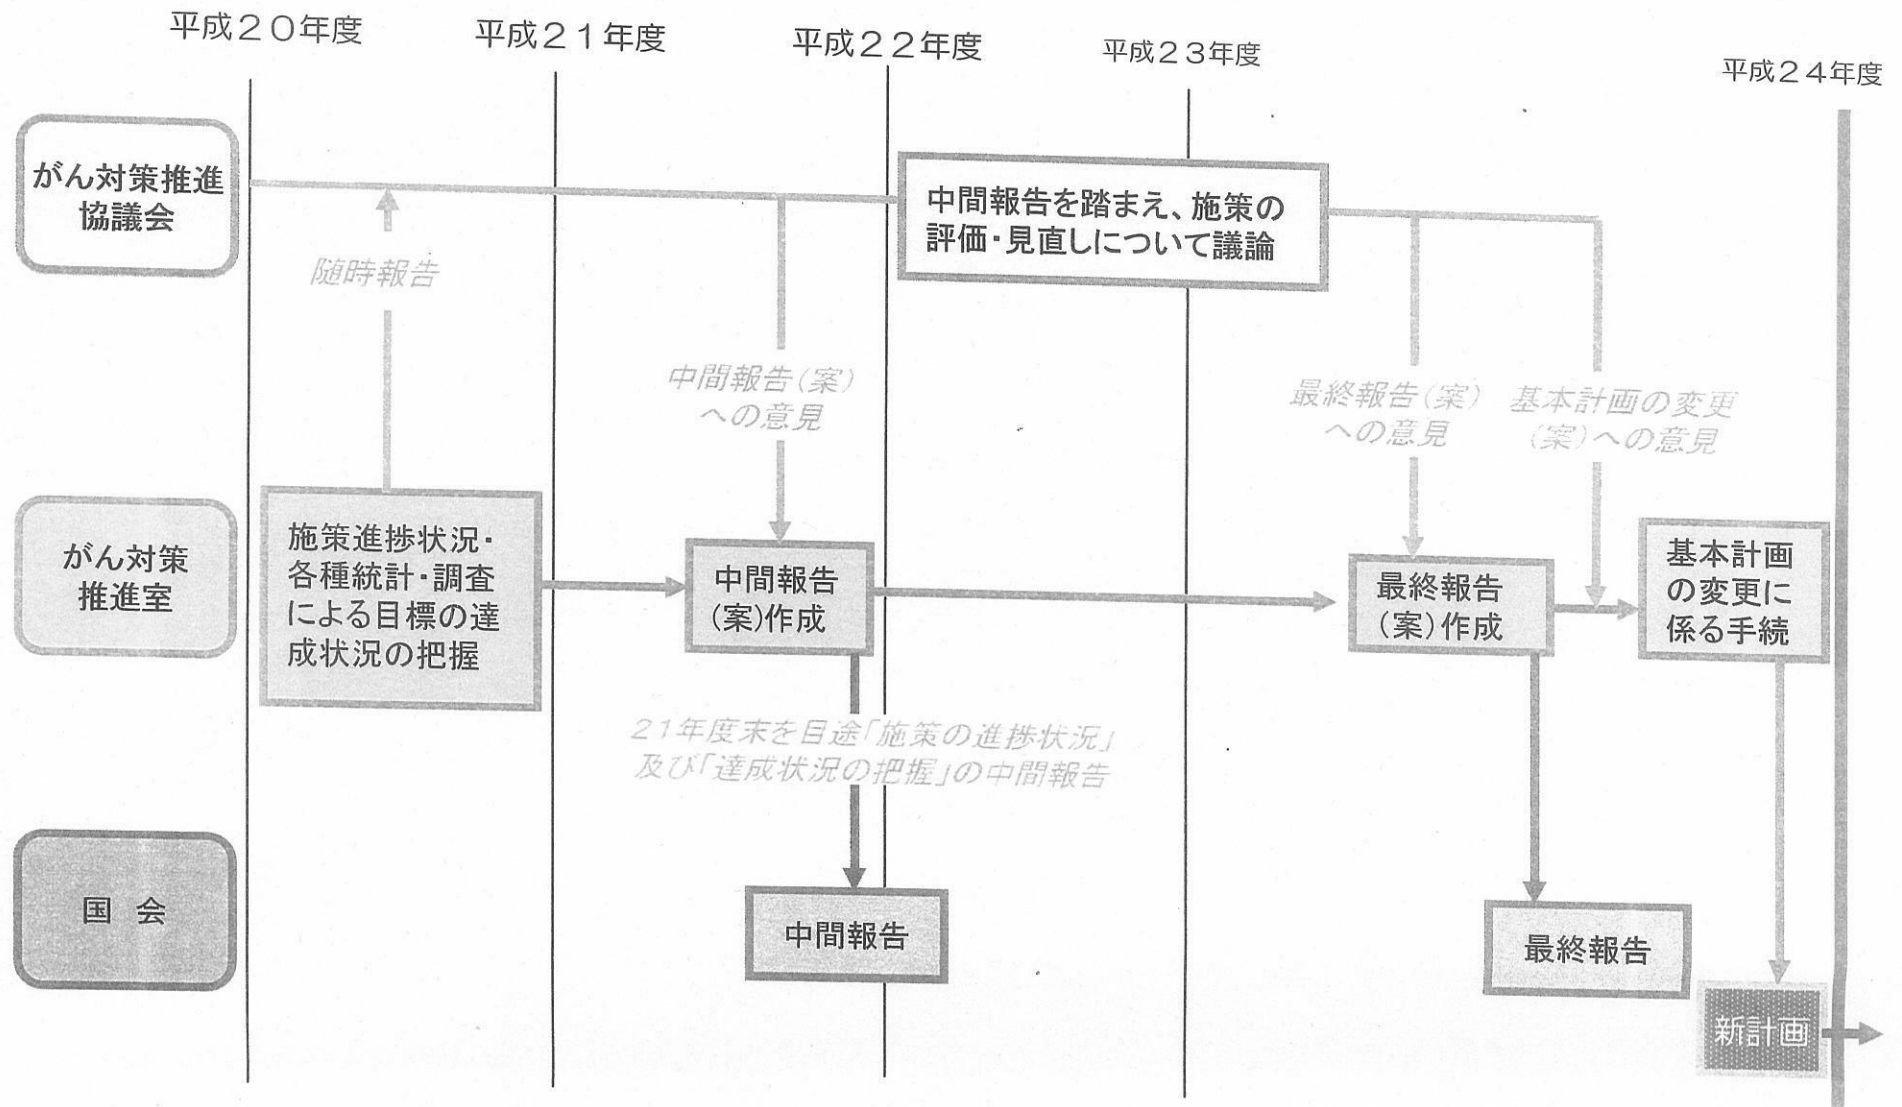 平成２０年度
平成２１年度
平成２２年度
平成２３年度
平成２４年度
がん対策推進
協議会
中間報告を踏まえ、施策の
評価・見直しについて議論
随時報告
中間報告(案)
への意見
最終報告(案)
への意見
基本計画の変更
(案)への意見
がん対策
推進室
施策進捗状況・
各種統計・調査
による目標の達
成状況の把握
中間報告
(案)作成
最終報告
(案)作成
基本計画
の変更に
係る手続
21年度末を目途「施策の進捗状況」
及び「達成状況の把握」の中間報告
国　会
中間報告
最終報告
新計画